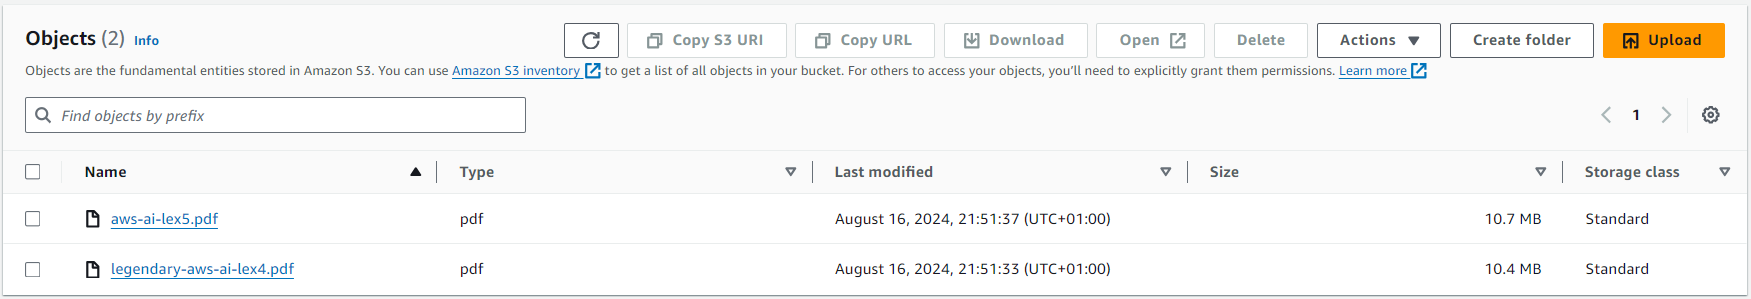 Objects (2) Info
Copy S3 URI Copy URL Download Open Delete Actions Create folder Upload
Objects are the fundamental entities stored in Amazon S3. You can use Amazon S3 inventory to get a list of all objects in your bucket. For others to access your objects, you'll need to explicitly grant them permissions. Learn more
Find objects by prefix
1
Name Type Last modified Size Storage class
aws-ai-lex5.pdf pdf August 16, 2024, 21:51:37 (UTC+01:00) 10.7 MB Standard
legendary-aws-ai-lex4.pdf pdf August 16, 2024, 21:51:33 (UTC+01:00) 10.4 MB Standard